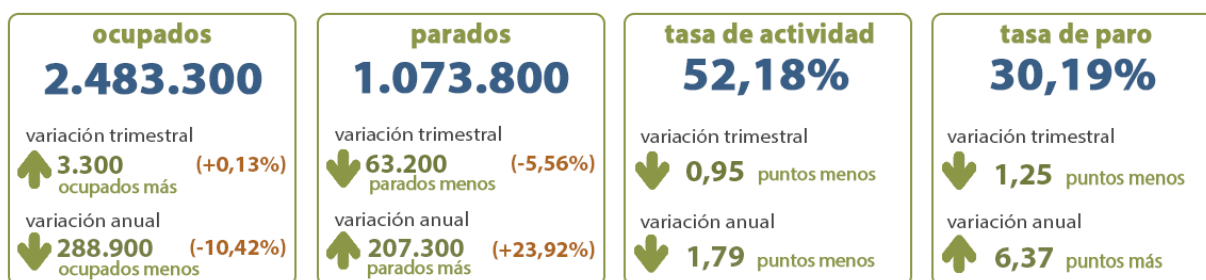 ocupados
2.483.300
variación trimestral
3.300 (+0,13%)
ocupados más
variación anual
288.900 (-10,42%)
ocupados menos
parados
1.073.800
variación trimestral
63.200 (-5,56%)
parados menos
variación anual
207.300 (+23,92%)
parados más
tasa de actividad
52,18%
variación trimestral
0,95 puntos menos
variación anual
1,79 puntos menos
tasa de paro
30,19%
variación trimestral
1,25 puntos menos
variación anual
6,37 puntos más